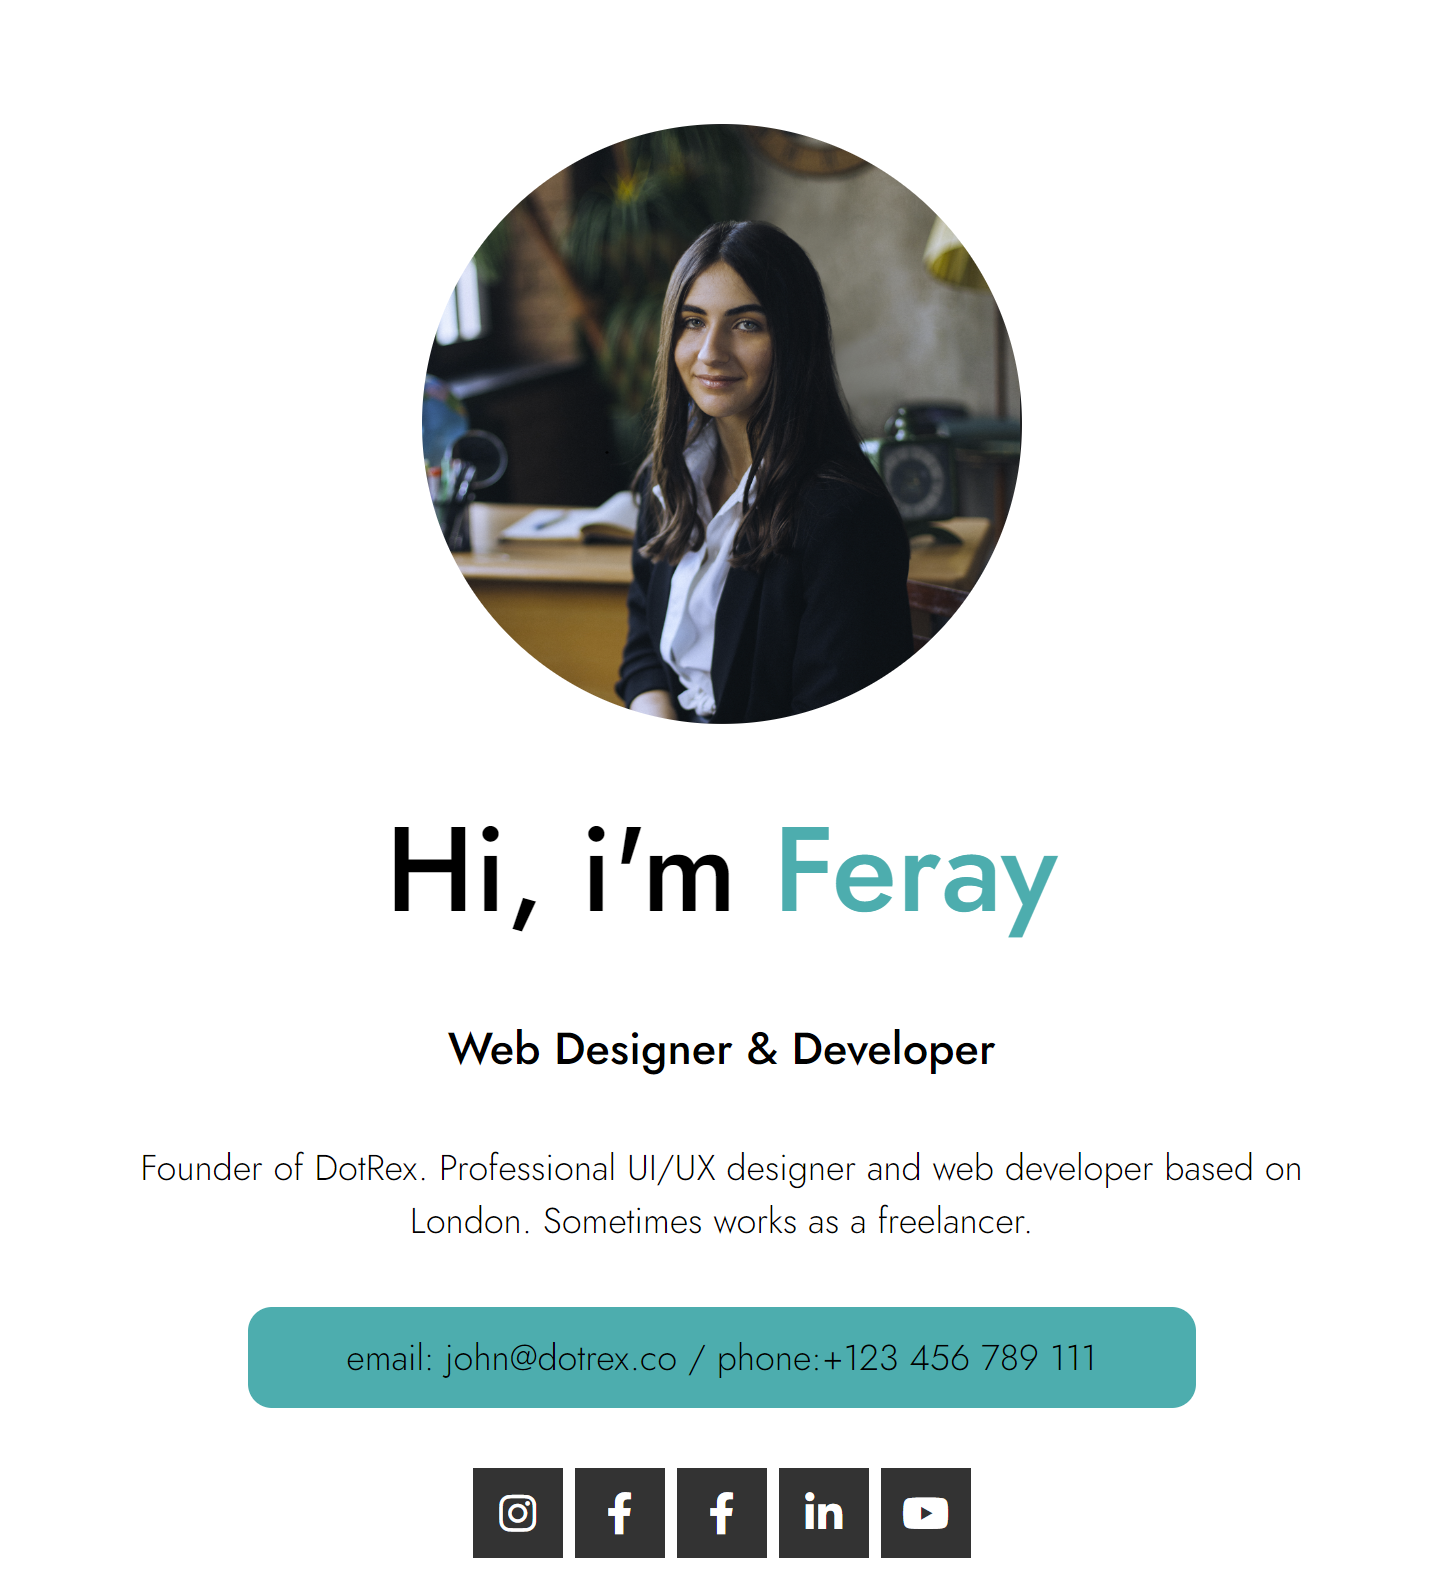 Hi, i'm Feray
Web Designer & Developer
Founder of DotRex. Professional UI/UX designer and web developer based on
London. Sometimes works as a freelancer.
email: john@dotrex.co / phone:+123 456 789 111